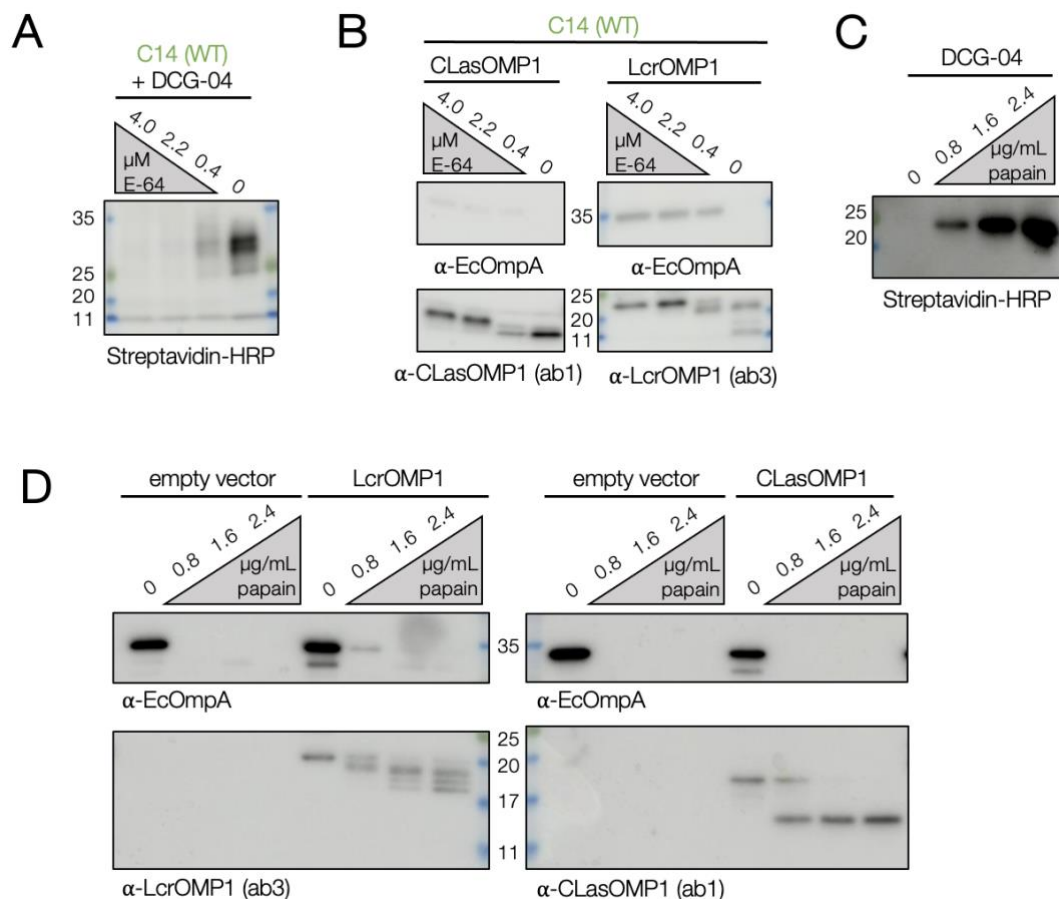 A
C14 (WT)
+ DCG-04
4.0
2.2
0.4
0
µM
E-64
35
25
20
11
Streptavidin-HRP
B
C14 (WT)
CLasOMP1
LcrOMP1
4.0
2.2
0.4
0
µM
E-64
4.0
2.2
0.4
0
µM
E-64
35
α-EcOmpA
α-EcOmpA
25
20
11
α-CLasOMP1 (ab1)
α-LcrOMP1 (ab3)
C
DCG-04
0
0.8
1.6
2.4
µg/mL
papain
25
20
Streptavidin-HRP
D
empty vector
LcrOMP1
empty vector
CLasOMP1
0
0.8
1.6
2.4
µg/mL
papain
0
0.8
1.6
2.4
µg/mL
papain
0
0.8
1.6
2.4
µg/mL
papain
0
0.8
1.6
2.4
µg/mL
papain
35
α-EcOmpA
α-EcOmpA
25
20
17
11
α-LcrOMP1 (ab3)
α-CLasOMP1 (ab1)